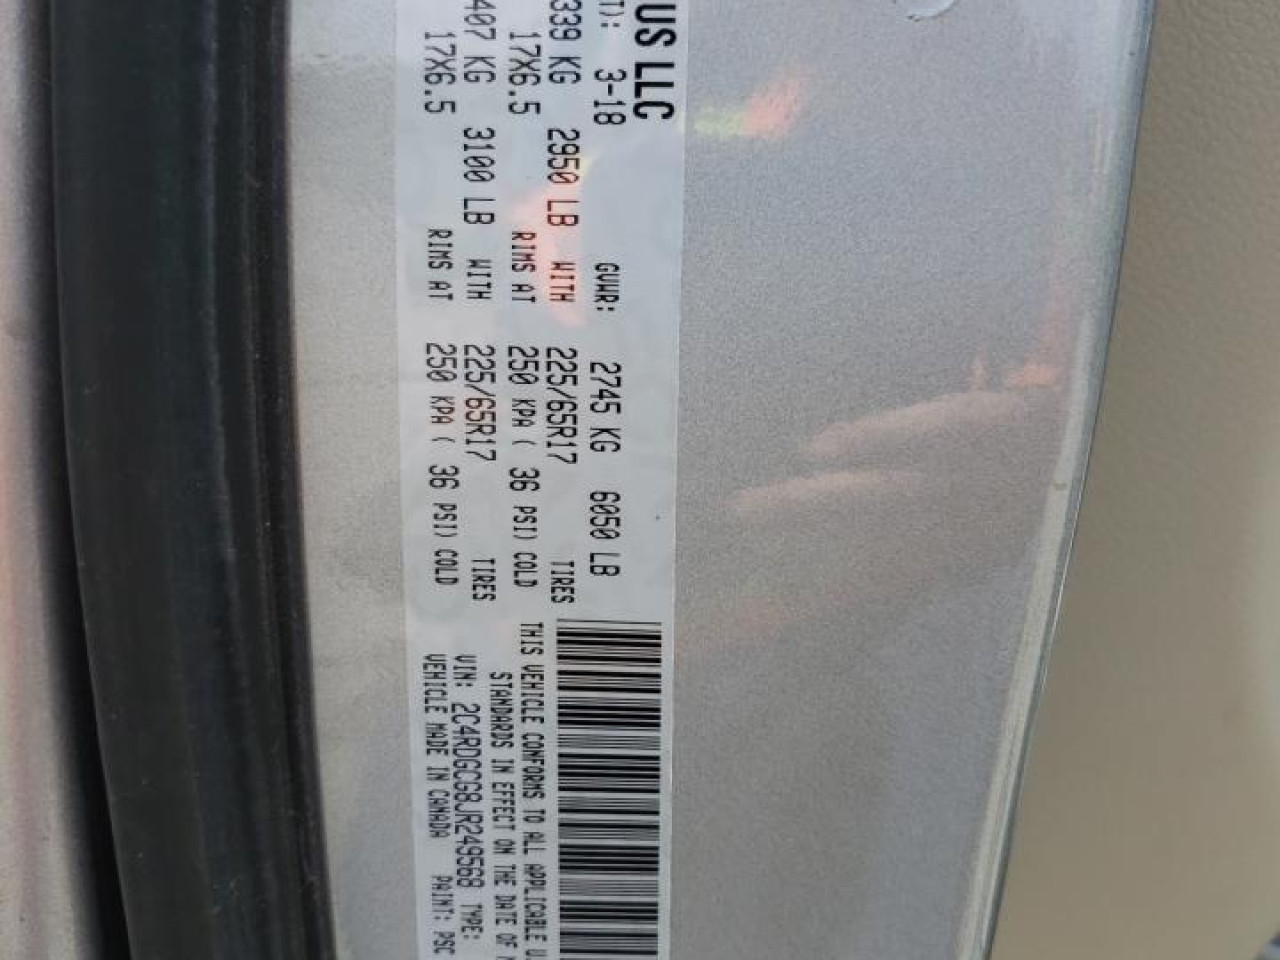 US LLC
T): 3-18 GVWR: 2745 KG 6050 LB
339 KG 2950 LB WITH 225/65R17 TIRES
17X6.5 RIMS AT 250 KPA ( 36 PSI) COLD
407 KG 3100 LB WITH 225/65R17 TIRES
17X6.5 RIMS AT 250 KPA ( 36 PSI) COLD
THIS VEHICLE CONFORMS TO ALL APPLICABLE U.
STANDARDS IN EFFECT ON THE DATE OF
VIN: 2C4RDGCG8JR249568 TYPE:
VEHICLE MADE IN CANADA PAINT: PSC